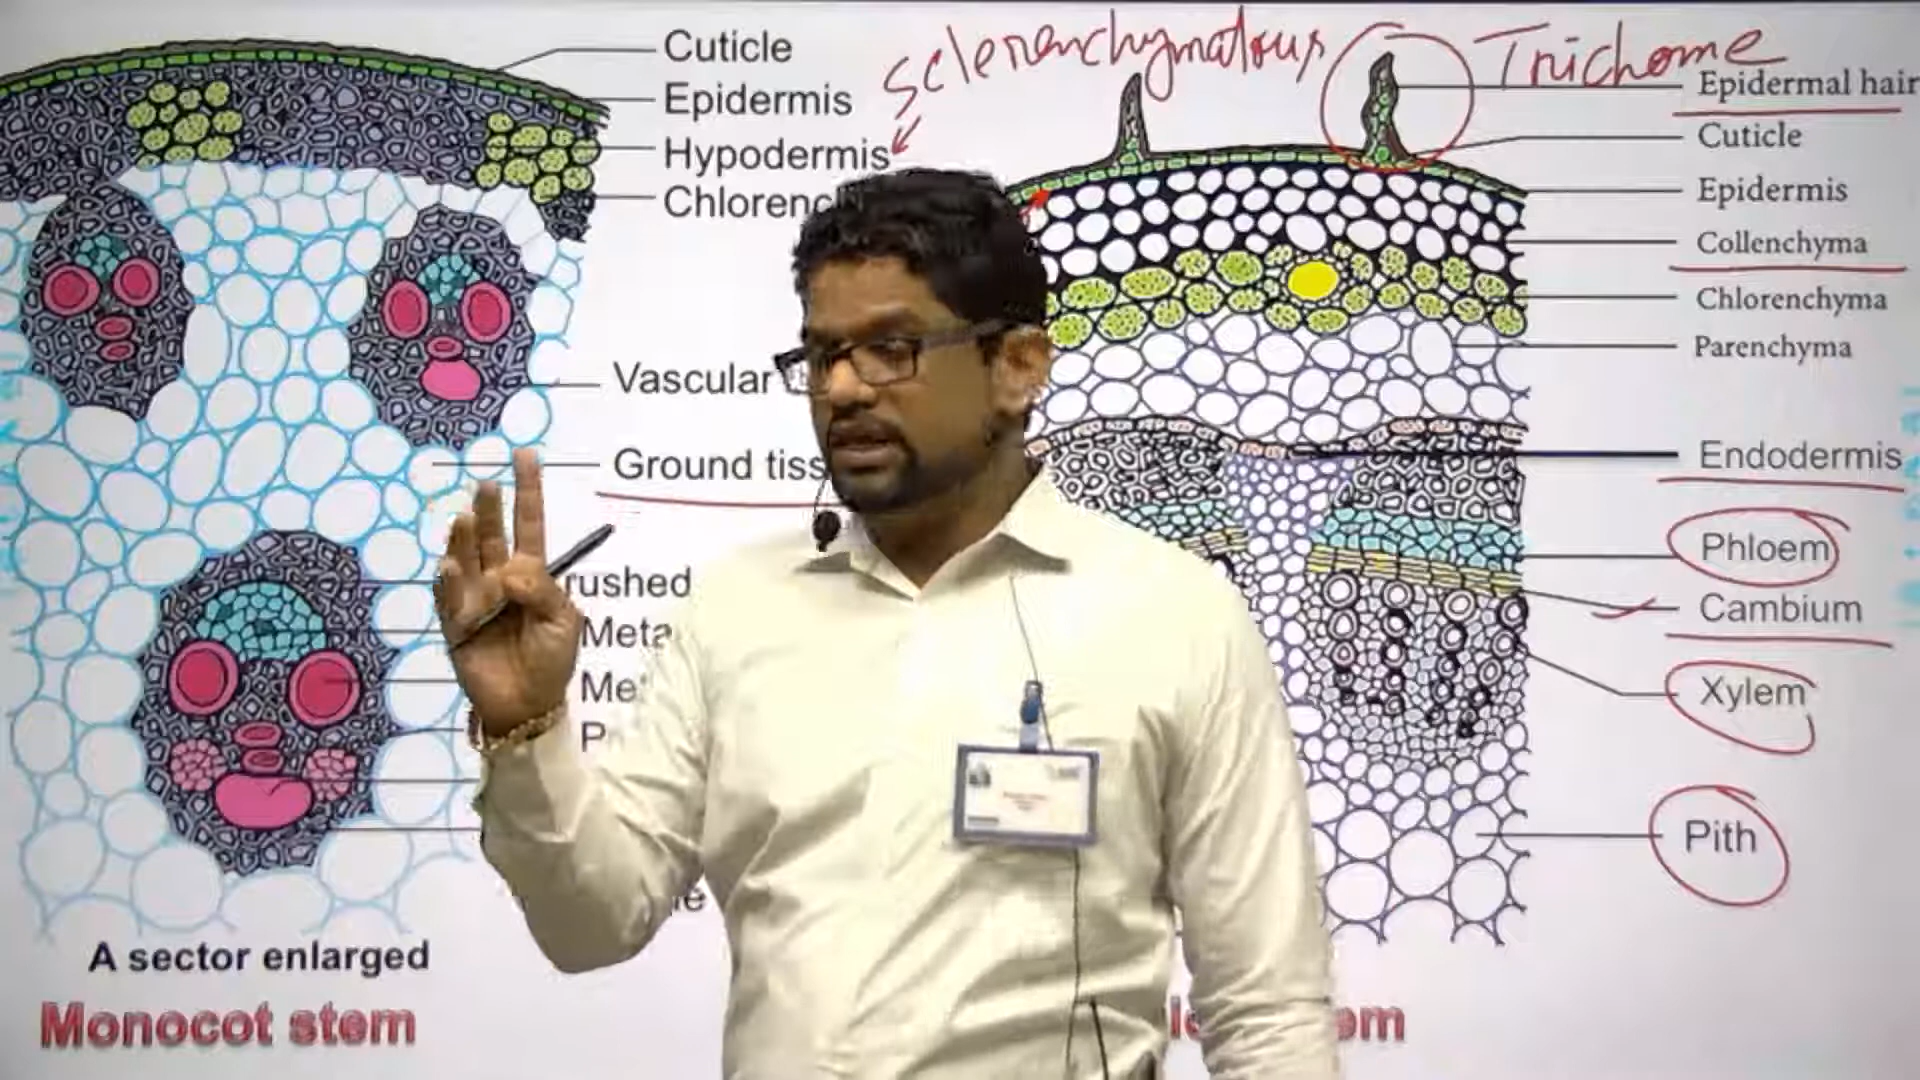 Cuticle
Epidermis
Hypodermis
Chlorench
Vascular
Ground tiss
rushed
Meta
Me
P
A sector enlarged
Monocot stem
Sclerenchymatous
Trichome
Epidermal hair
Cuticle
Epidermis
Collenchyma
Chlorenchyma
Parenchyma
Endodermis
Phloem
Cambium
Xylem
Pith
em